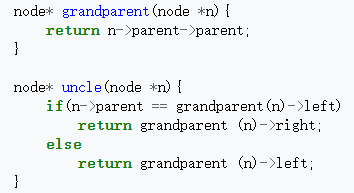 node* grandparent(node *n){
    return n->parent->parent;
}

node* uncle(node *n){
    if(n->parent == grandparent(n)->left)
        return grandparent (n)->right;
    else
        return grandparent (n)->left;
}